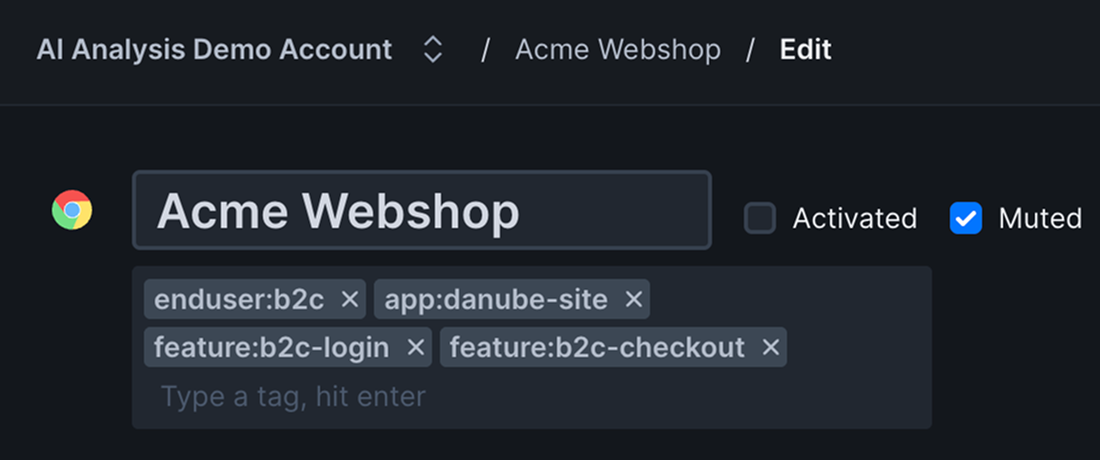 AI Analysis Demo Account / Acme Webshop / Edit
Acme Webshop Activated Muted
enduser:b2c × app:danube-site ×
feature:b2c-login × feature:b2c-checkout ×
Type a tag, hit enter